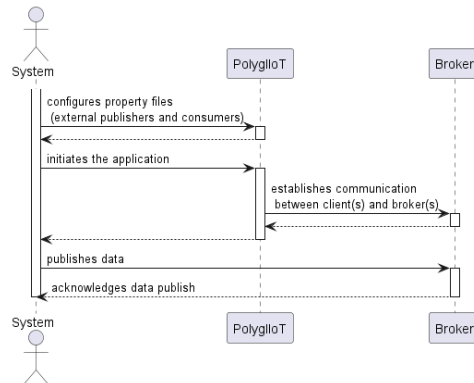 System
PolyglIoT
Broker
configures property files
(external publishers and consumers)
initiates the application
establishes communication
between client(s) and broker(s)
publishes data
acknowledges data publish
System
PolyglIoT
Broker